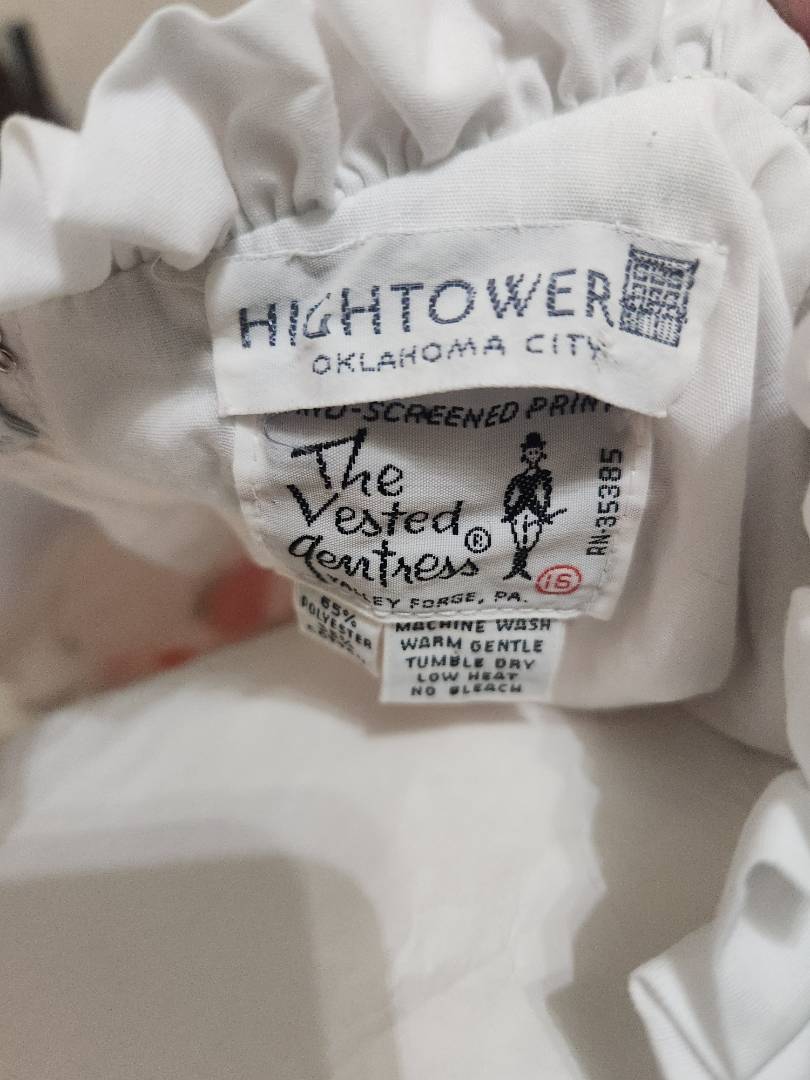 HIGHTOWER
OKLAHOMA CITY
-SCREENED PRINT
The
Vested
Gentress®
RN-35385
iS
VALLEY FORGE, PA.
65%
POLYESTER
MACHINE WASH
WARM GENTLE
TUMBLE DRY
LOW HEAT
NO BLEACH